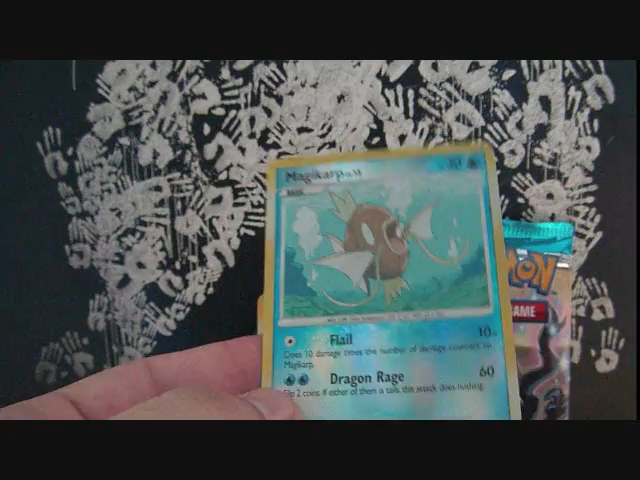 Magikarp
Flail 10
Does 10 damage times the number of damage counters on
Magikarp.
Dragon Rage 60
Flip 2 coins. If either of them is tails, this attack does nothing.
MON
GAME